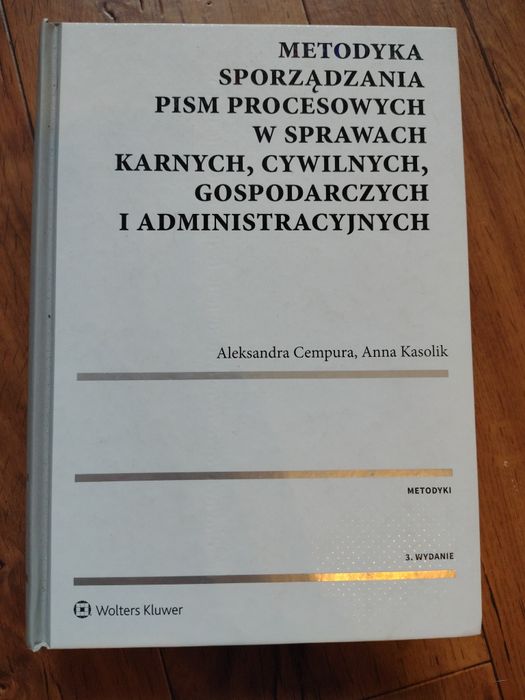 METODYKA
SPORZĄDZANIA
PISM PROCESOWYCH
W SPRAWACH
KARNYCH, CYWILNYCH,
GOSPODARCZYCH
I ADMINISTRACYJNYCH
Aleksandra Cempura, Anna Kasolik
METODYKI
3. WYDANIE
Wolters Kluwer